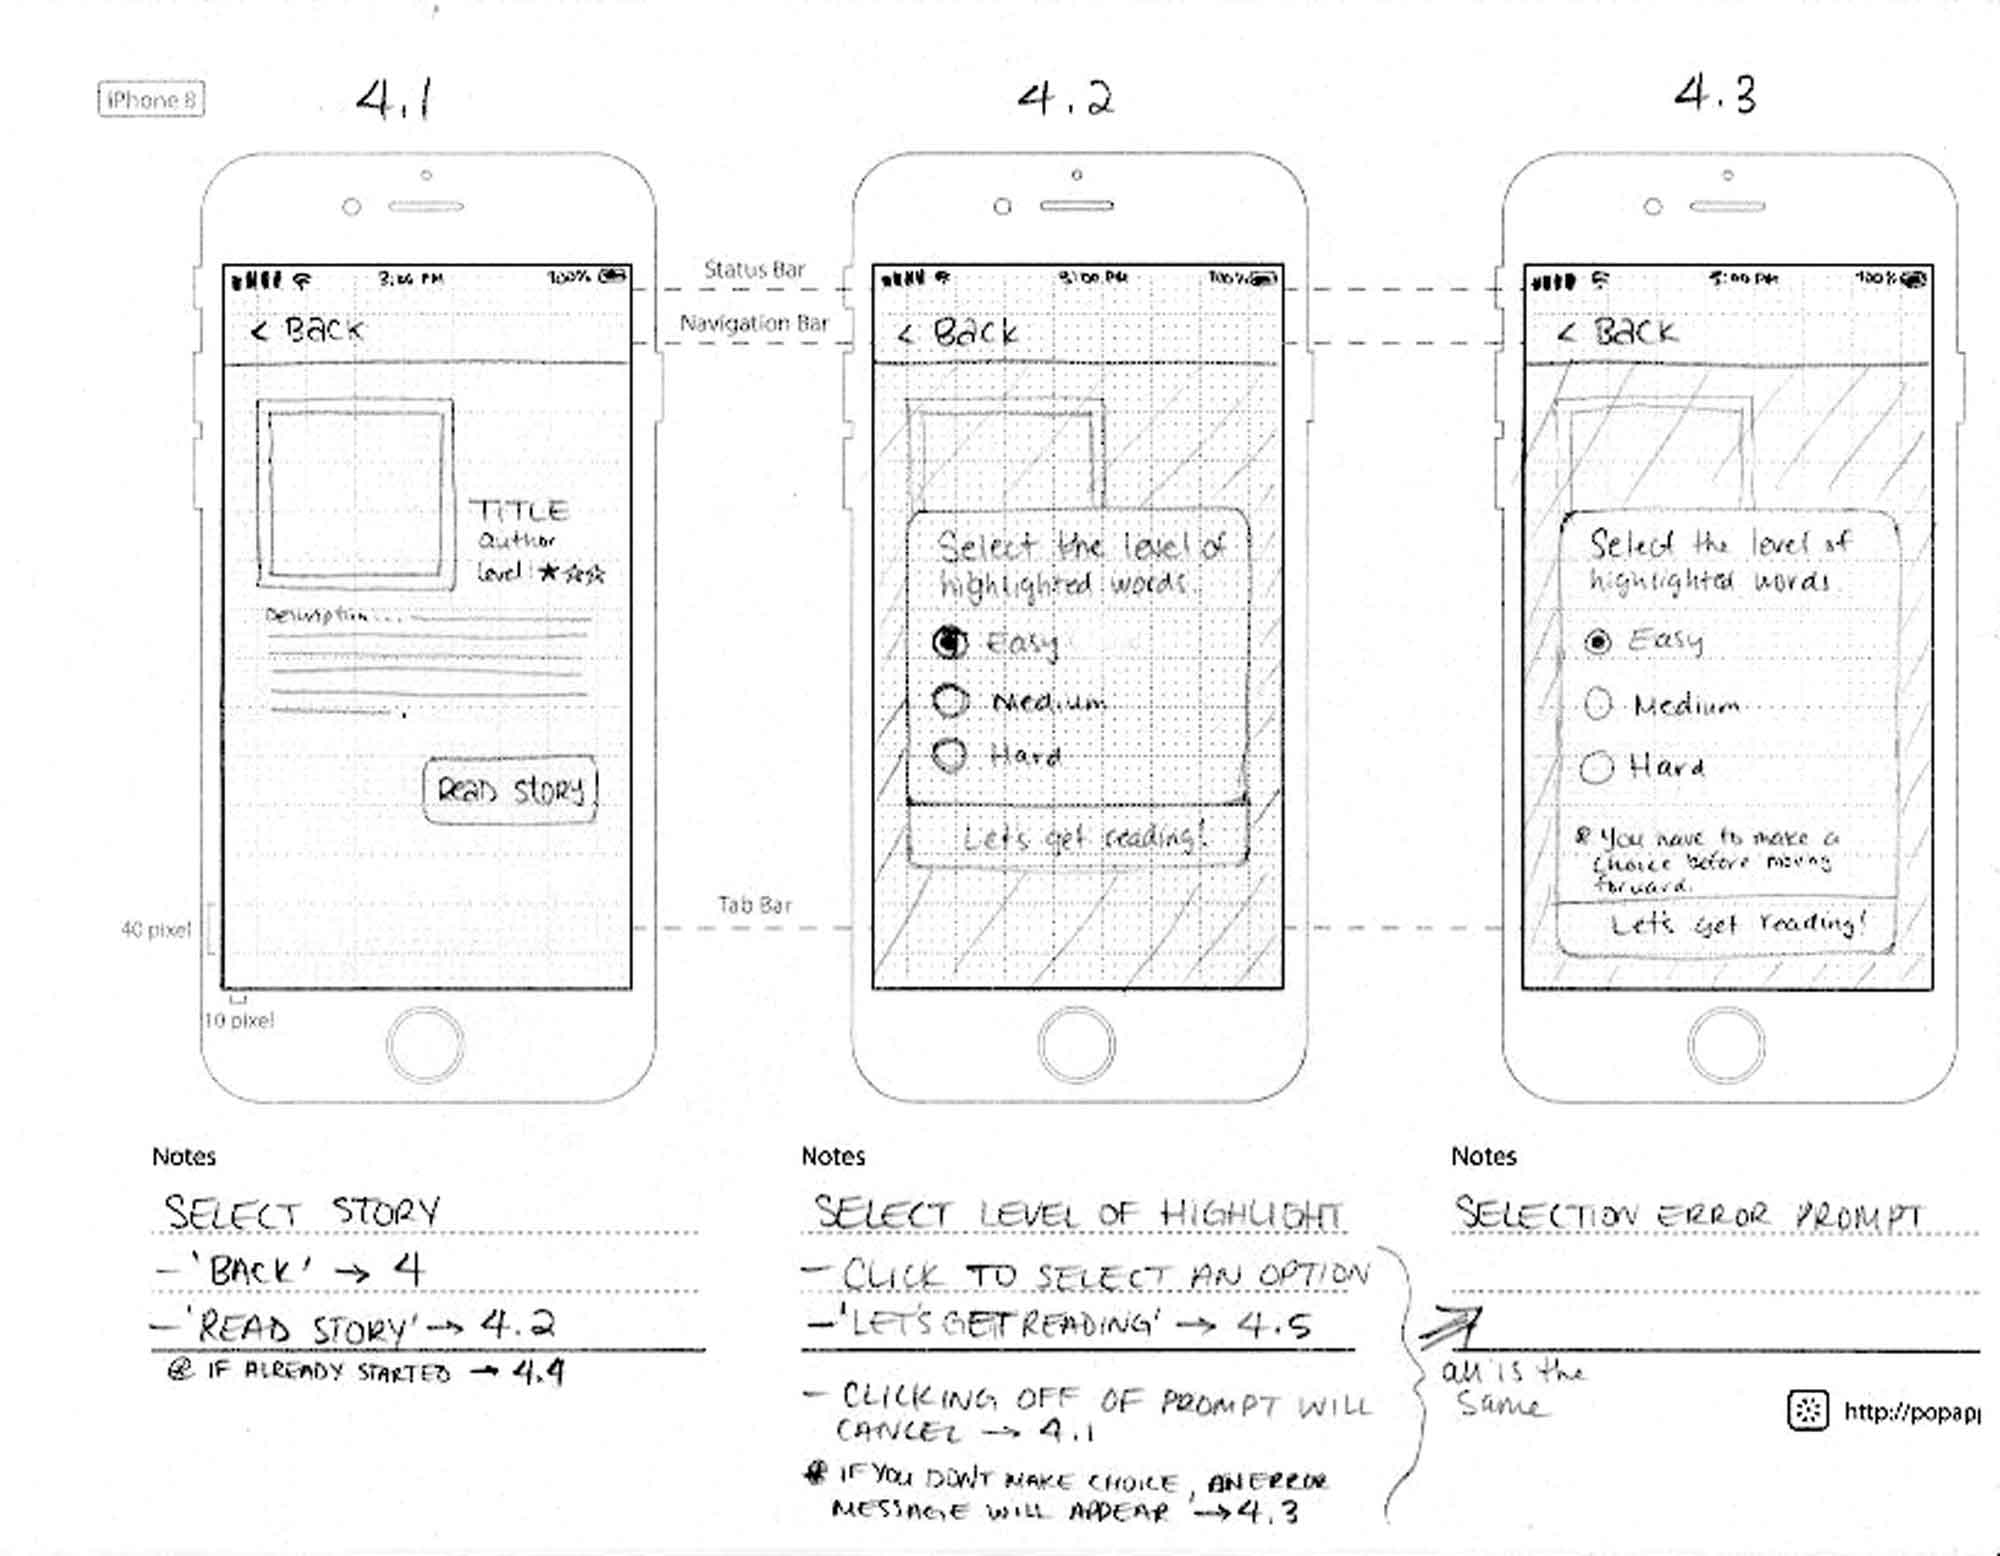 iPhone 8
4.1
4.2
4.3
3:00 PM
100%
< Back
TITLE
author
level: ★☆☆
Description...
Read Story
40 pixel
10 pixel
Status Bar
Navigation Bar
Tab Bar
3:00 PM
100%
< Back
Select the level of
highlighted words.
Easy
Medium
Hard
Let's get reading!
3:00 PM
100%
< Back
Select the level of
highlighted words.
Easy
Medium
Hard
* You have to make a
choice before moving
forward.
Let's get reading!
Notes
SELECT STORY
- 'BACK' → 4
- 'READ STORY' → 4.2
@ IF ALREADY STARTED → 4.4
Notes
SELECT LEVEL OF HIGHLIGHT
- CLICK TO SELECT AN OPTION
- 'LET'S GET READING' → 4.5
- CLICKING OFF OF PROMPT WILL
CANCEL → 4.1
* IF YOU DON'T MAKE CHOICE, AN ERROR
MESSAGE WILL APPEAR → 4.3
Notes
SELECTION ERROR PROMPT
all is the
same
http://popap